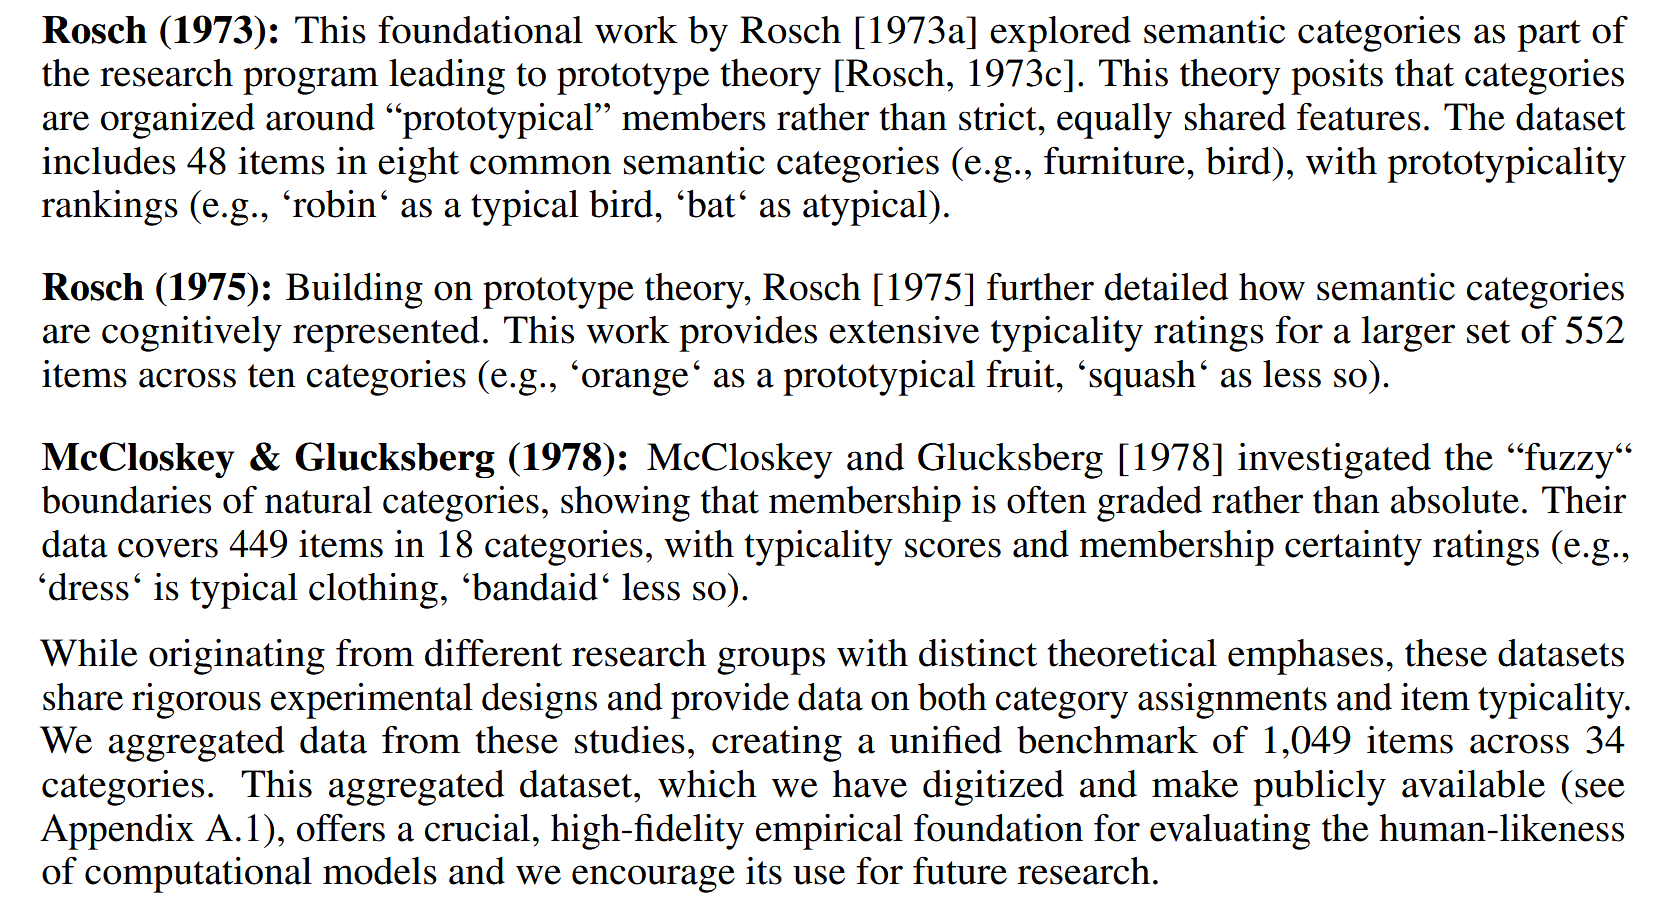 Rosch (1973): This foundational work by Rosch [1973a] explored semantic categories as part of
the research program leading to prototype theory [Rosch, 1973c]. This theory posits that categories
are organized around “prototypical” members rather than strict, equally shared features. The dataset
includes 48 items in eight common semantic categories (e.g., furniture, bird), with prototypicality
rankings (e.g., ‘robin‘ as a typical bird, ‘bat‘ as atypical).
Rosch (1975): Building on prototype theory, Rosch [1975] further detailed how semantic categories
are cognitively represented. This work provides extensive typicality ratings for a larger set of 552
items across ten categories (e.g., ‘orange‘ as a prototypical fruit, ‘squash‘ as less so).
McCloskey & Glucksberg (1978): McCloskey and Glucksberg [1978] investigated the “fuzzy“
boundaries of natural categories, showing that membership is often graded rather than absolute. Their
data covers 449 items in 18 categories, with typicality scores and membership certainty ratings (e.g.,
‘dress‘ is typical clothing, ‘bandaid‘ less so).
While originating from different research groups with distinct theoretical emphases, these datasets
share rigorous experimental designs and provide data on both category assignments and item typicality.
We aggregated data from these studies, creating a unified benchmark of 1,049 items across 34
categories. This aggregated dataset, which we have digitized and make publicly available (see
Appendix A.1), offers a crucial, high-fidelity empirical foundation for evaluating the human-likeness
of computational models and we encourage its use for future research.